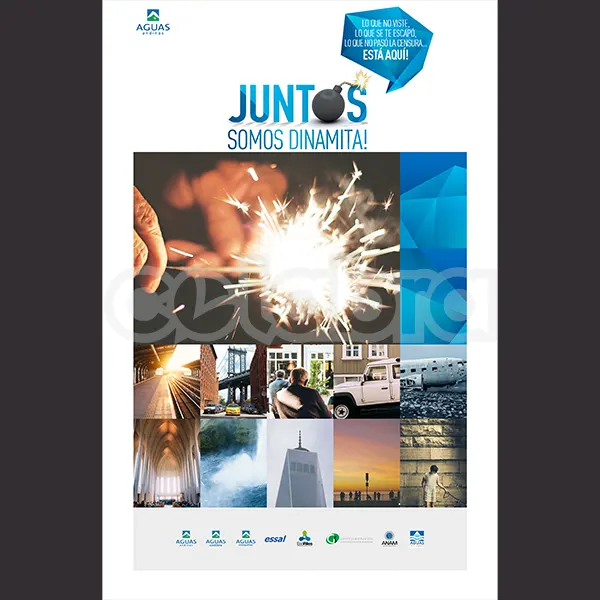 AGUAS
andinas
LO QUE NO VISTE,
LO QUE SE TE ESCAPÓ,
LO QUE NO PASÓ LA CENSURA...
ESTÁ AQUÍ!
JUNTOS
SOMOS DINAMITA!
AGUAS
AGUAS
AGUAS
essal
ANAM
AGUAS